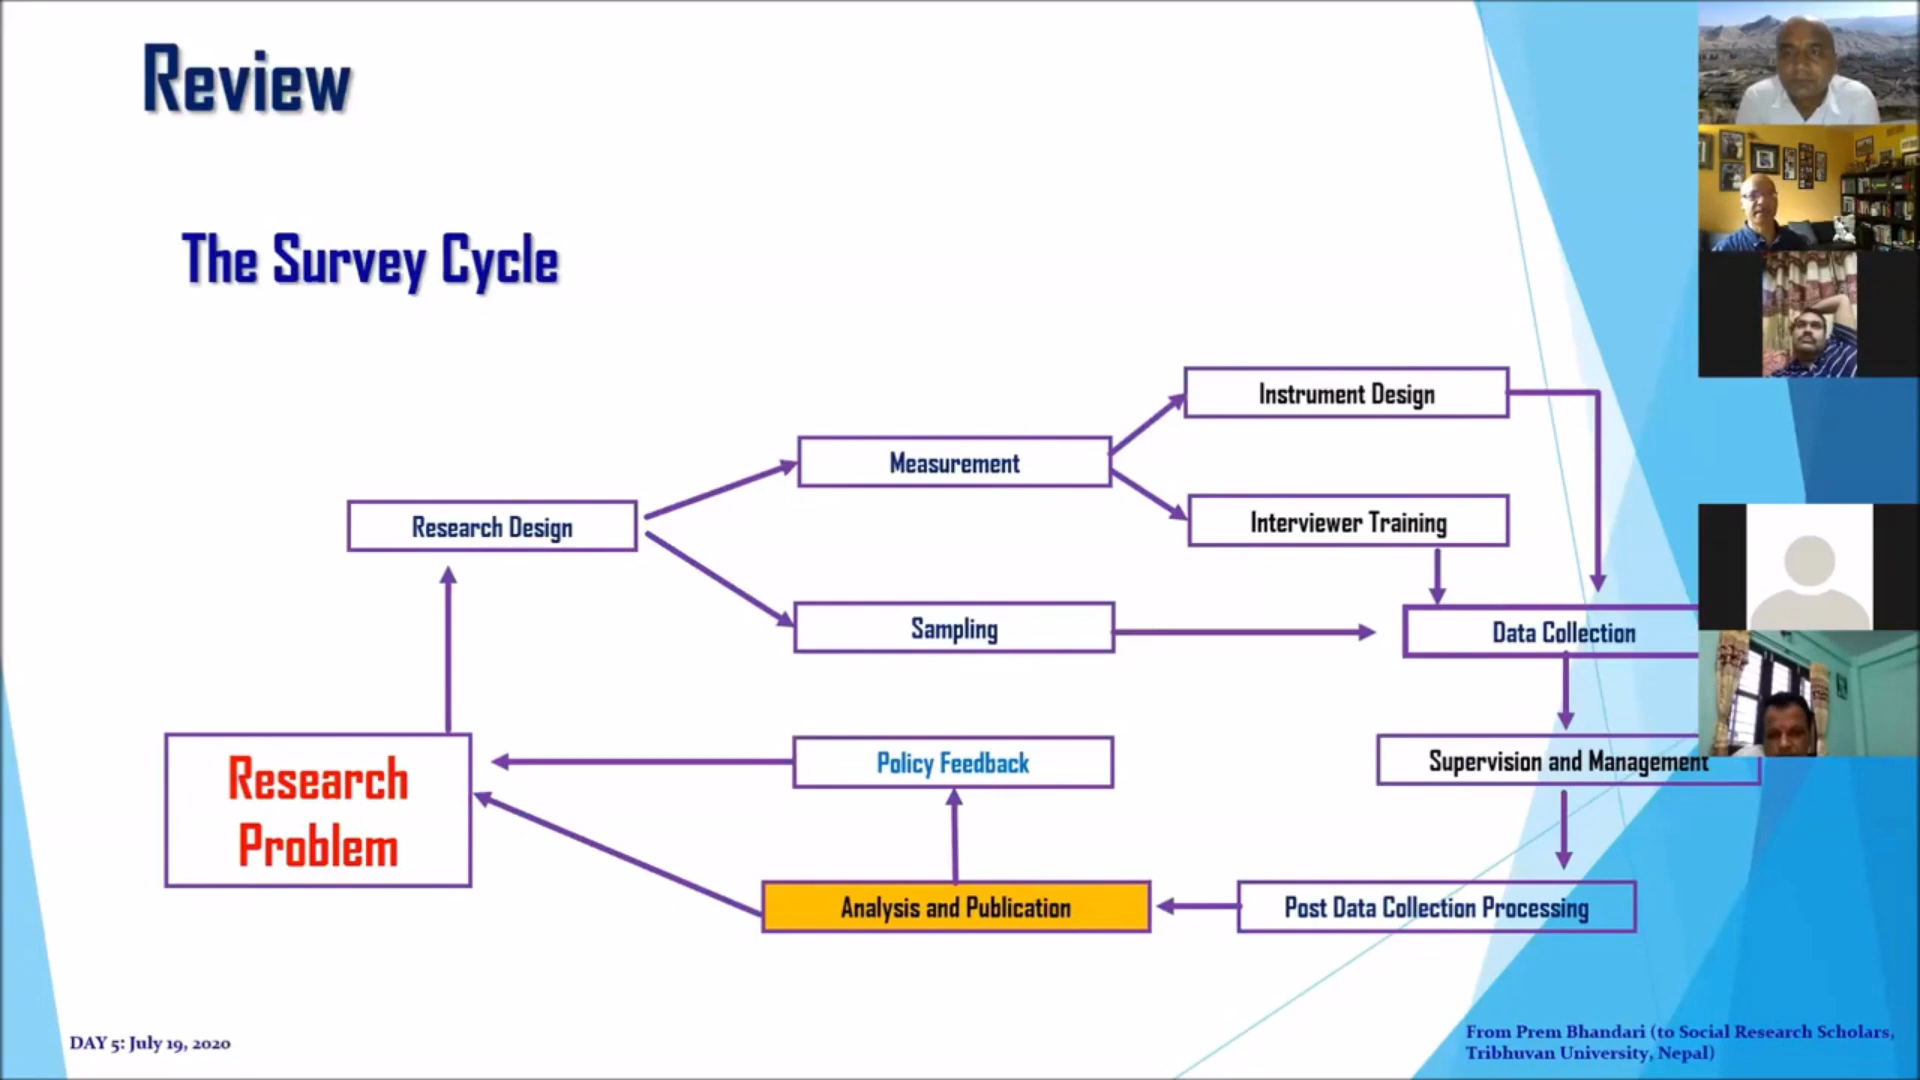 Review
The Survey Cycle
Instrument Design
Measurement
Research Design
Interviewer Training
Sampling
Data Collection
Research
Problem
Policy Feedback
Supervision and Management
Analysis and Publication
Post Data Collection Processing
DAY 5: July 19, 2020
From Prem Bhandari (to Social Research Scholars,
Tribhuvan University, Nepal)